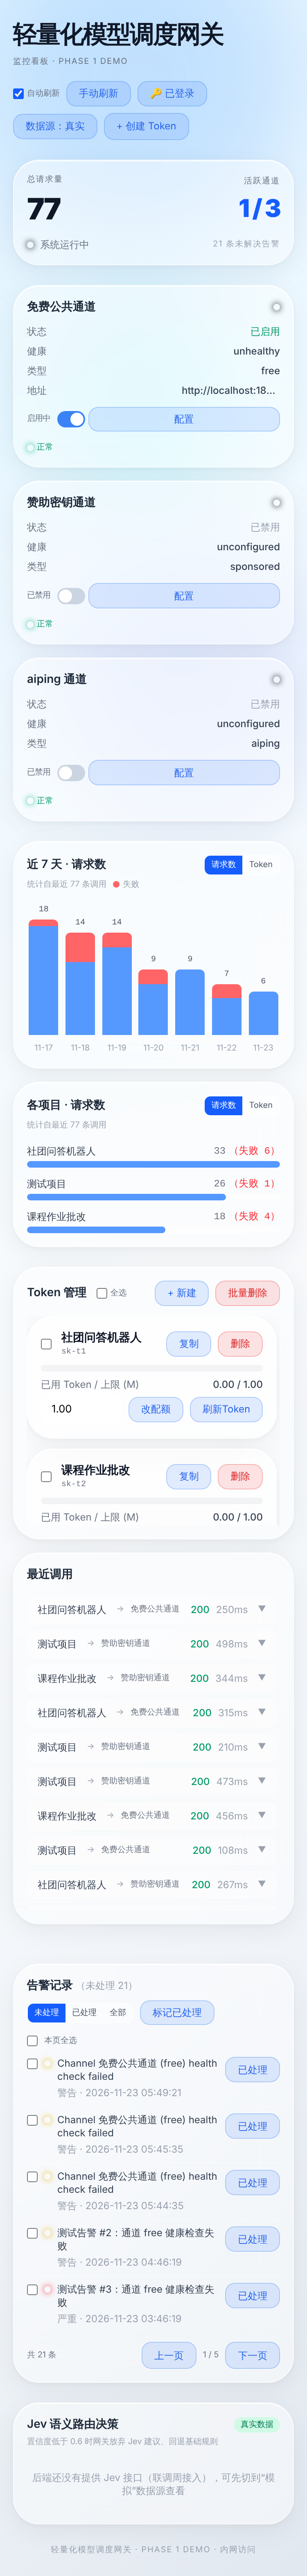 轻量化模型调度网关
监控看板 · PHASE 1 DEMO
自动刷新 手动刷新 🔑 已登录
数据源：真实 + 创建 Token
总请求量 活跃通道
77 1/3
系统运行中 21 条未解决告警
免费公共通道
状态 已启用
健康 unhealthy
类型 free
地址 http://localhost:18...
启用中 配置
正常
赞助密钥通道
状态 已禁用
健康 unconfigured
类型 sponsored
已禁用 配置
正常
aiping 通道
状态 已禁用
健康 unconfigured
类型 aiping
已禁用 配置
正常
近 7 天 · 请求数 请求数 Token
统计自最近 77 条调用 失败
18 14 14 9 9 7 6
11-17 11-18 11-19 11-20 11-21 11-22 11-23
各项目 · 请求数 请求数 Token
统计自最近 77 条调用
社团问答机器人 33 （失败 6）
测试项目 26 （失败 1）
课程作业批改 18 （失败 4）
Token 管理 全选 + 新建 批量删除
社团问答机器人 复制 删除
sk-t1
已用 Token / 上限 (M) 0.00 / 1.00
1.00 改配额 刷新Token
课程作业批改 复制 删除
sk-t2
已用 Token / 上限 (M) 0.00 / 1.00
最近调用
社团问答机器人 → 免费公共通道 200 250ms ▼
测试项目 → 赞助密钥通道 200 498ms ▼
课程作业批改 → 赞助密钥通道 200 344ms ▼
社团问答机器人 → 免费公共通道 200 315ms ▼
测试项目 → 赞助密钥通道 200 210ms ▼
测试项目 → 赞助密钥通道 200 473ms ▼
课程作业批改 → 免费公共通道 200 456ms ▼
测试项目 → 免费公共通道 200 108ms ▼
社团问答机器人 → 赞助密钥通道 200 267ms ▼
告警记录 （未处理 21）
未处理 已处理 全部 标记已处理
本页全选
Channel 免费公共通道 (free) health
check failed 已处理
警告 · 2026-11-23 05:49:21
Channel 免费公共通道 (free) health
check failed 已处理
警告 · 2026-11-23 05:45:35
Channel 免费公共通道 (free) health
check failed 已处理
警告 · 2026-11-23 05:44:35
测试告警 #2：通道 free 健康检查失
败 已处理
警告 · 2026-11-23 04:46:19
测试告警 #3：通道 free 健康检查失
败 已处理
严重 · 2026-11-23 03:46:19
共 21 条 上一页 1 / 5 下一页
Jev 语义路由决策 真实数据
置信度低于 0.6 时网关放弃 Jev 建议、回退基础规则
后端还没有提供 Jev 接口（联调周接入），可先切到“模
拟”数据源查看
轻量化模型调度网关 · PHASE 1 DEMO · 内网访问